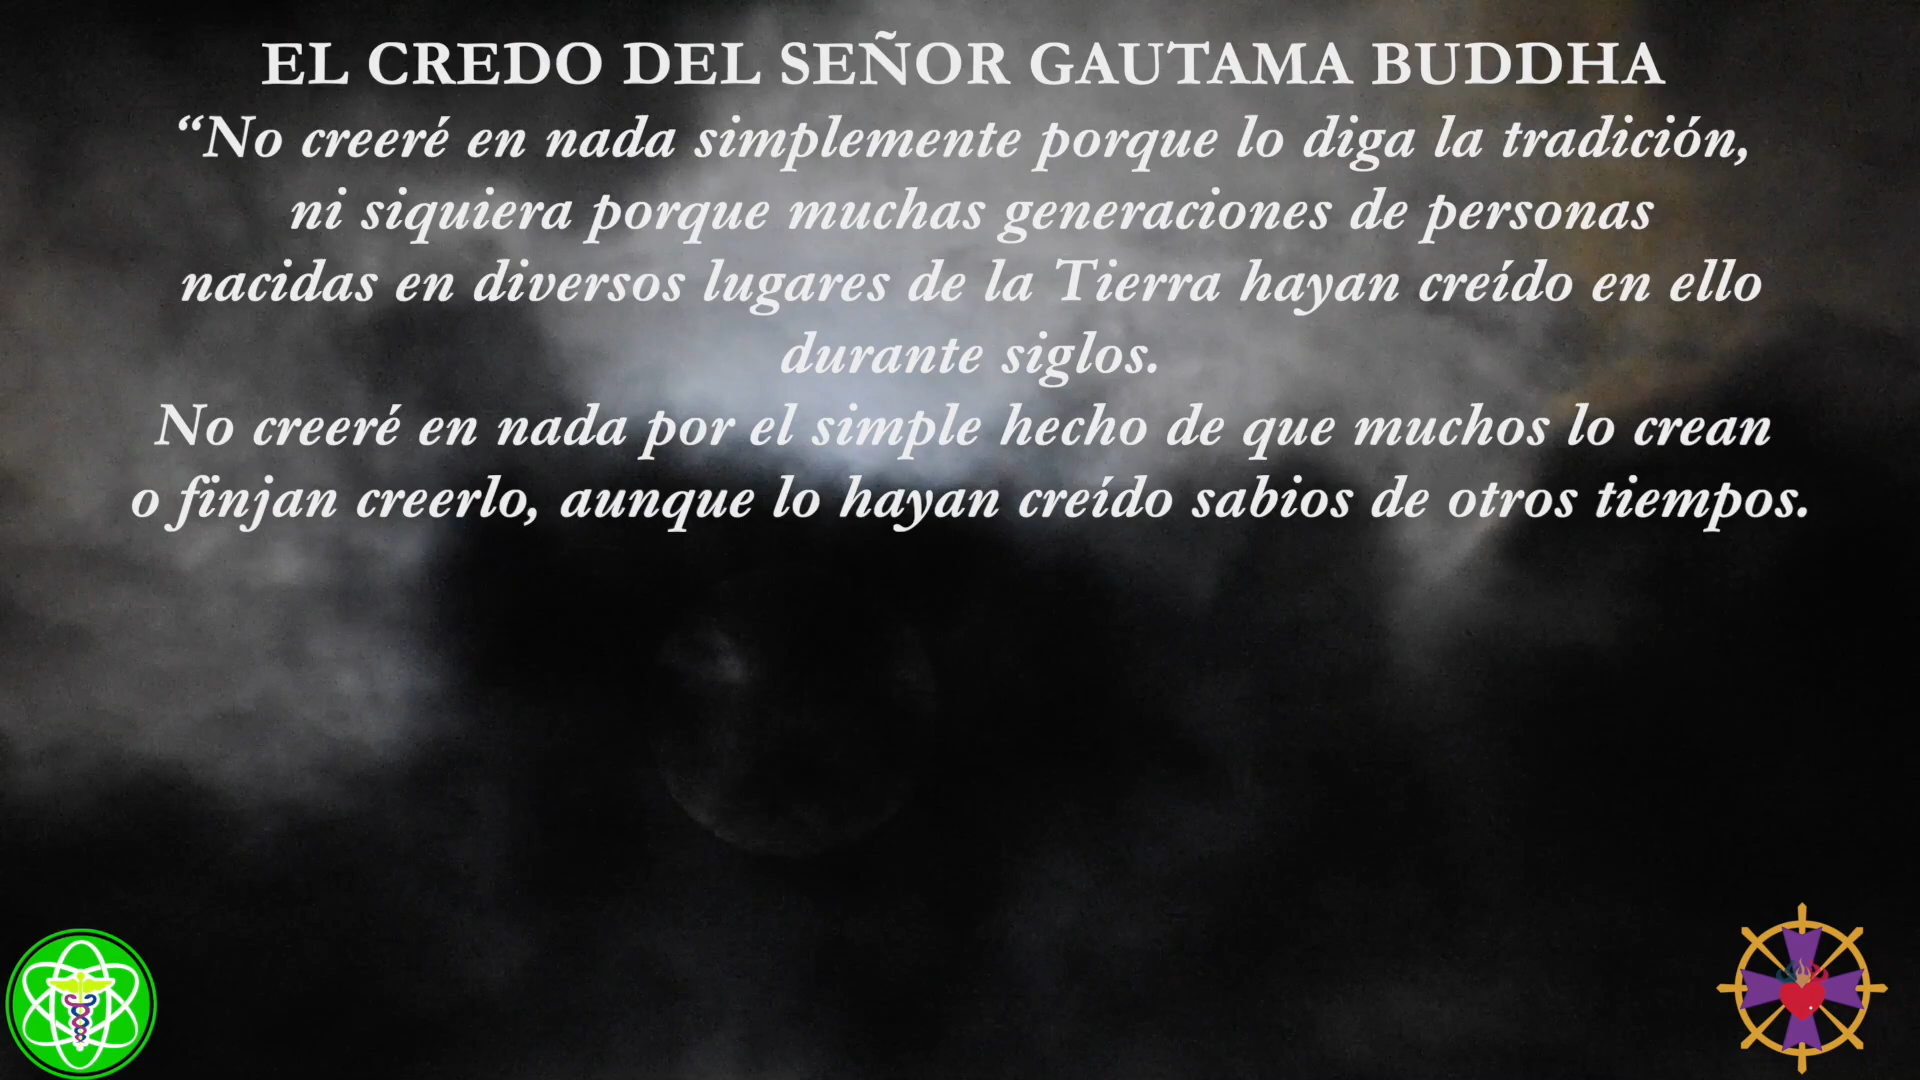 EL CREDO DEL SEÑOR GAUTAMA BUDDHA
“No creeré en nada simplemente porque lo diga la tradición,
ni siquiera porque muchas generaciones de personas
nacidas en diversos lugares de la Tierra hayan creído en ello
durante siglos.
No creeré en nada por el simple hecho de que muchos lo crean
o finjan creerlo, aunque lo hayan creído sabios de otros tiempos.